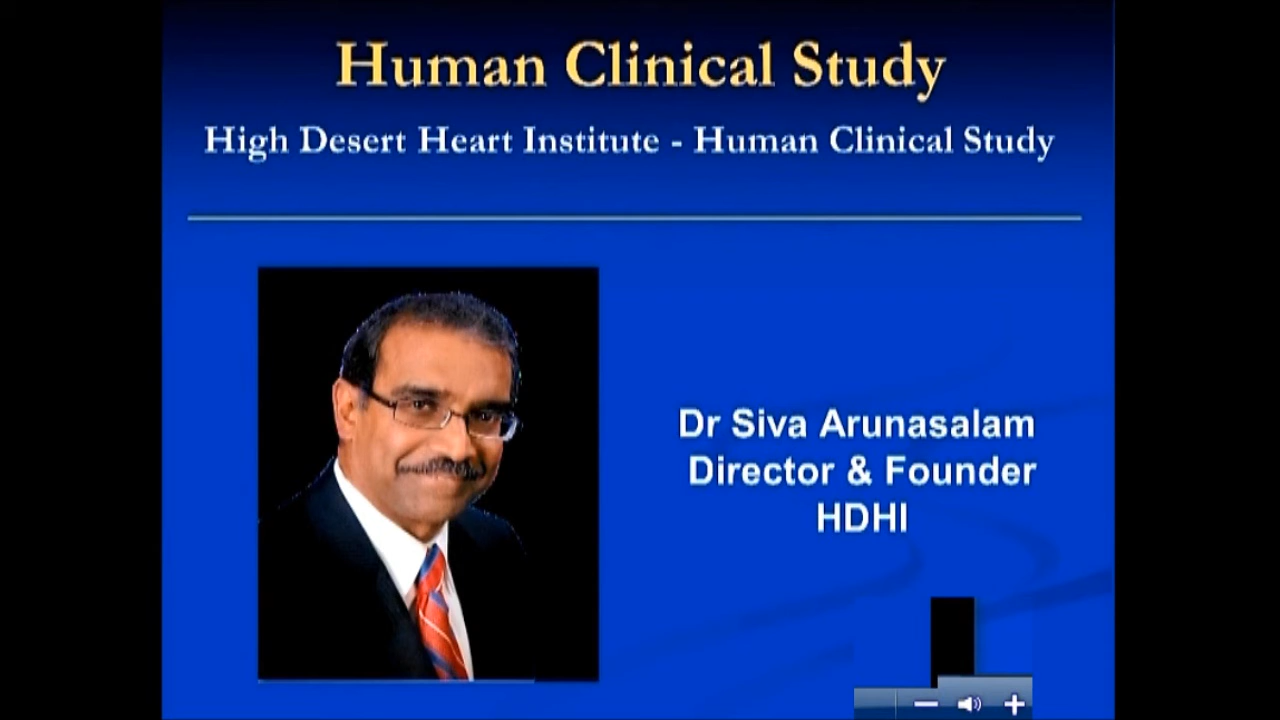 Human Clinical Study
High Desert Heart Institute - Human Clinical Study
Dr Siva Arunasalam
Director & Founder
HDHI